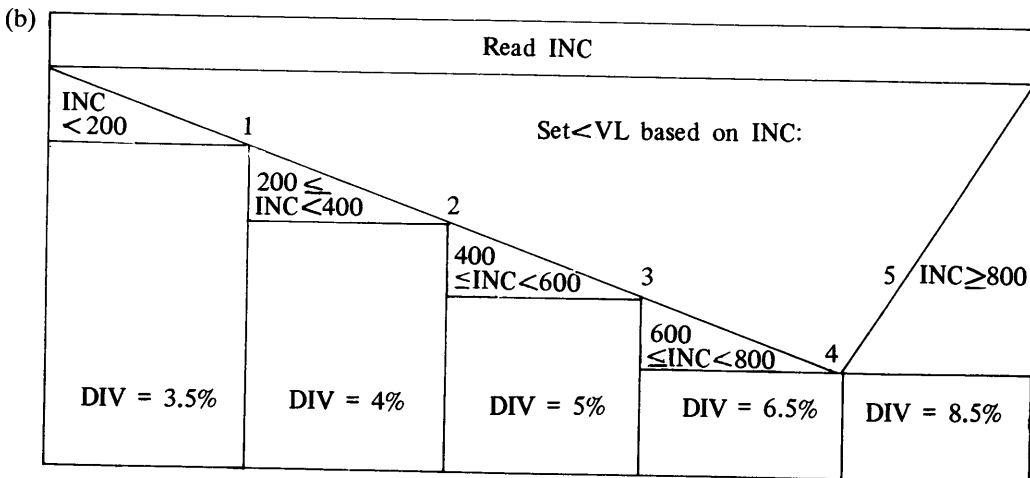 (b)
Read INC
INC
<200
1
Set<VL based on INC:
200 ≤
INC<400
2
400
≤INC<600
3
5
INC≥800
600
≤INC<800
4
DIV = 3.5%
DIV = 4%
DIV = 5%
DIV = 6.5%
DIV = 8.5%